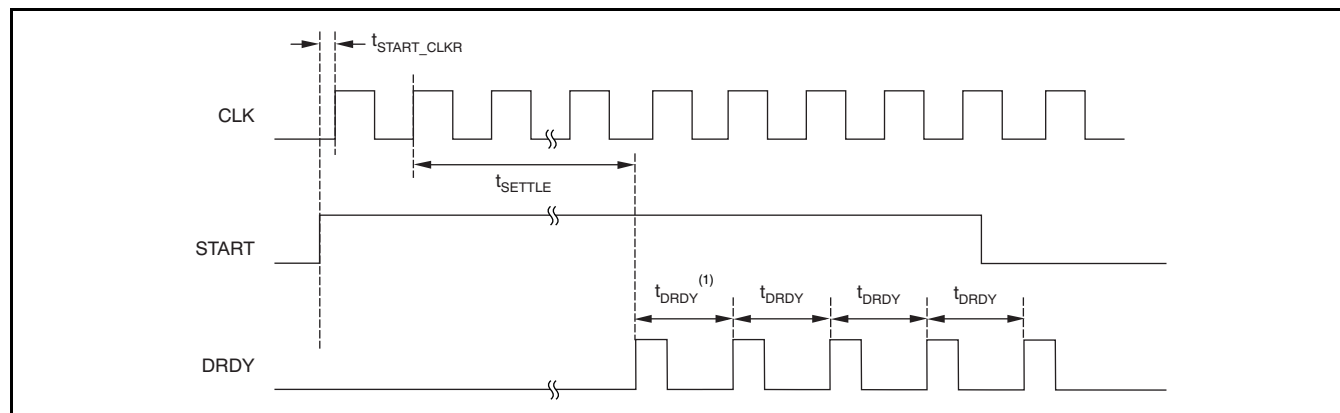 tSTART_CLKR
CLK
tSETTLE
START
tDRDY(1) tDRDY tDRDY tDRDY
DRDY